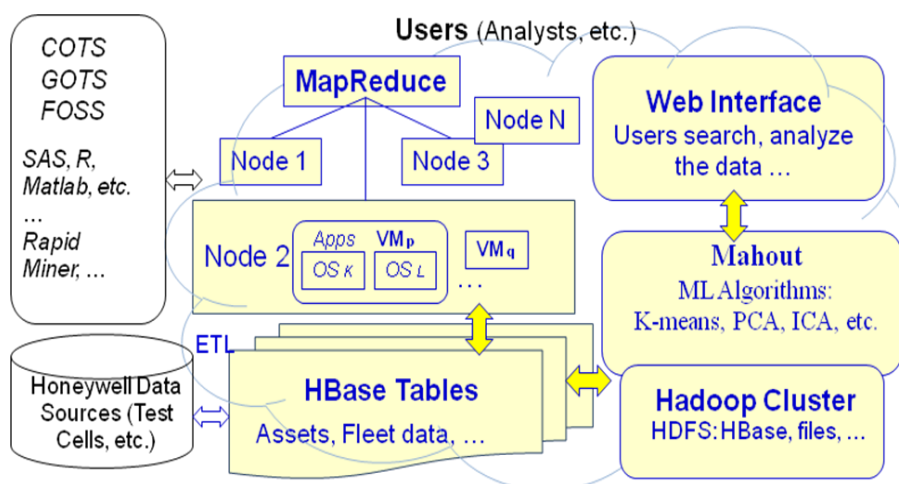 Users (Analysts, etc.)
COTS
GOTS
FOSS
SAS, R,
Matlab, etc.
...
Rapid
Miner, ...
MapReduce
Node N
Node 1
Node 3
Node 2
Apps VMp
OS K
OS L
VMq
...
Web Interface
Users search, analyze
the data ...
Mahout
ML Algorithms:
K-means, PCA, ICA, etc.
ETL
Honeywell Data
Sources (Test
Cells, etc.)
HBase Tables
Assets, Fleet data, ...
Hadoop Cluster
HDFS: HBase, files, ...